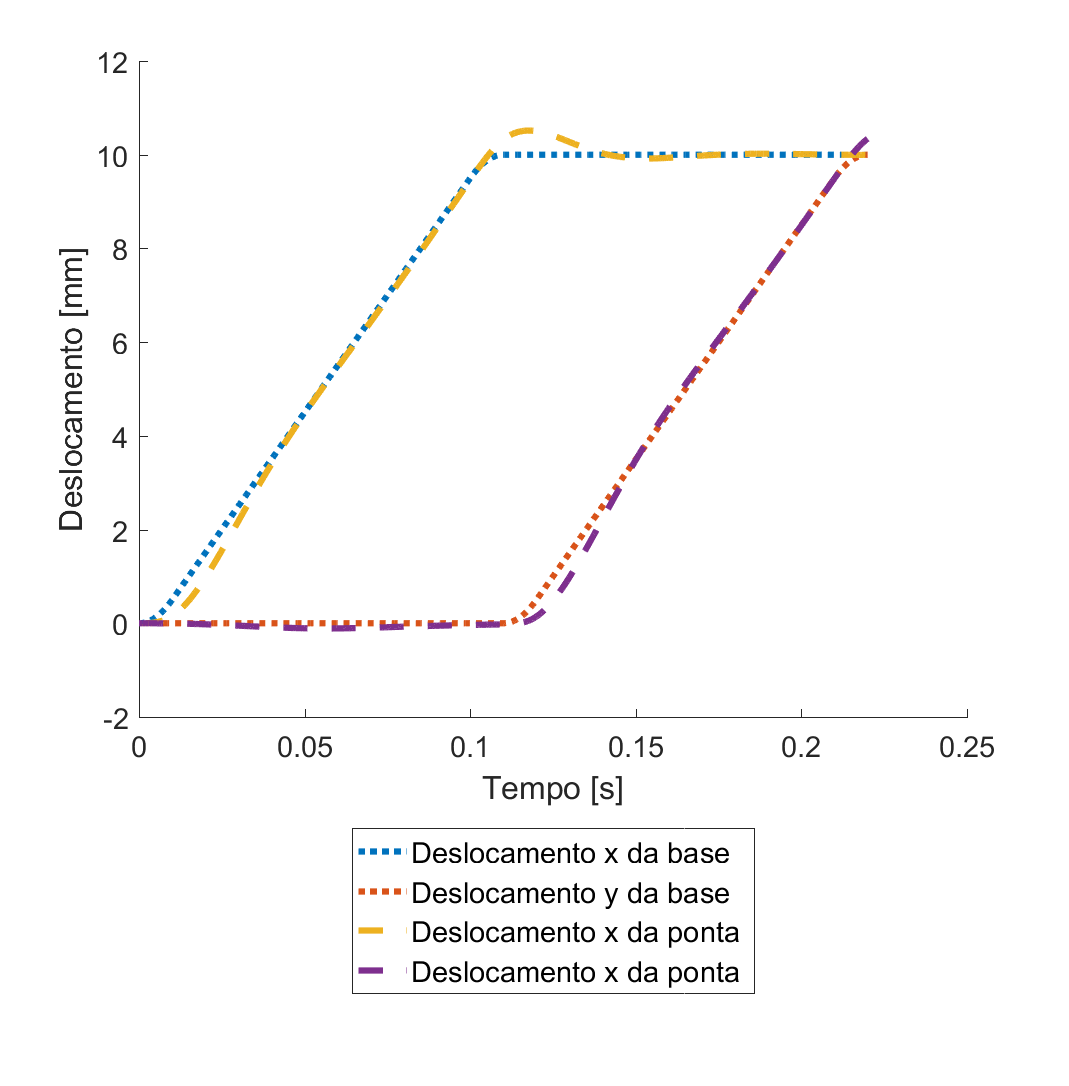 12
10
8
6
4
2
0
-2
Deslocamento [mm]
0 0.05 0.1 0.15 0.2 0.25
Tempo [s]
Deslocamento x da base
Deslocamento y da base
Deslocamento x da ponta
Deslocamento x da ponta